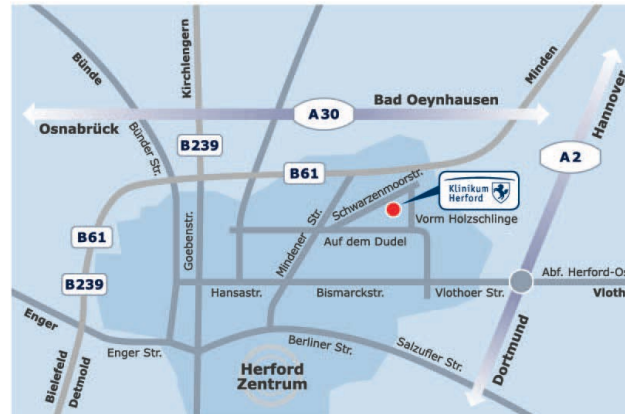 Bünde
Kirchlengern
Minden
Hannover
A30
Bad Oeynhausen
Osnabrück
Bünder Str.
B239
A2
B61
Schwarzenmoorstr.
Klinikum
Herford
Vorm Holzschlinge
B61
Goebenstr.
Mindener Str.
Auf dem Dudel
B239
Abf. Herford-Os
Hansastr.
Bismarckstr.
Vlothoer Str.
Vloth
Enger
Enger Str.
Berliner Str.
Salzufler Str.
Dortmund
Herford
Zentrum
Bielefeld
Detmold